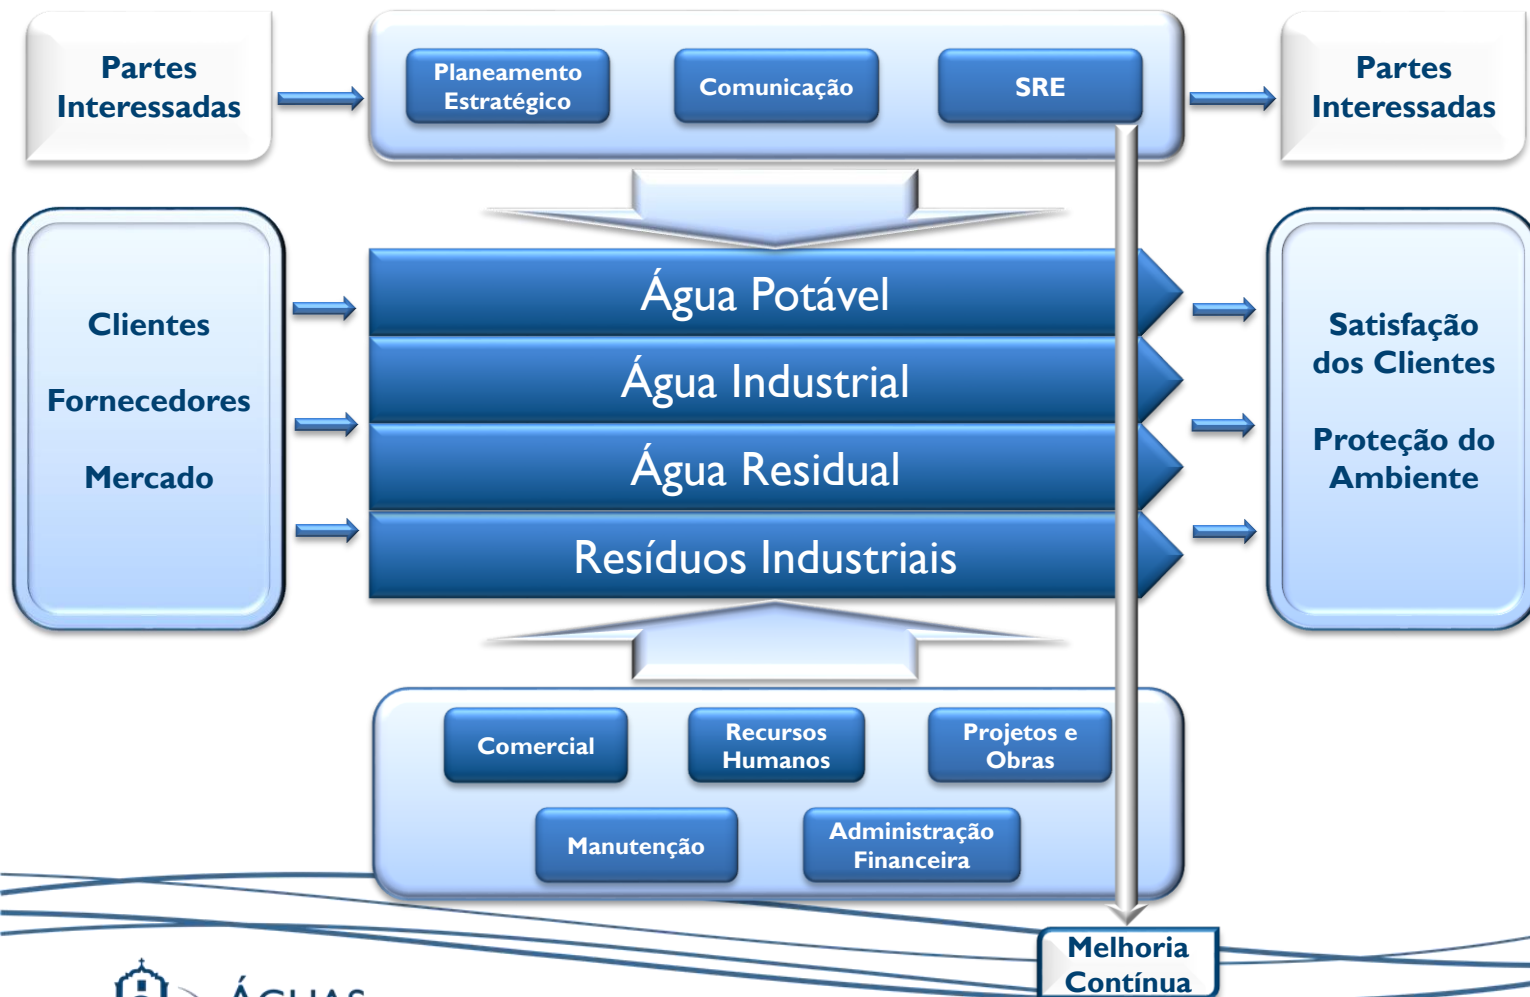 Partes
Interessadas
Planeamento
Estratégico
Comunicação
SRE
Partes
Interessadas
Clientes
Fornecedores
Mercado
Água Potável
Água Industrial
Água Residual
Resíduos Industriais
Satisfação
dos Clientes
Proteção do
Ambiente
Comercial
Recursos
Humanos
Projetos e
Obras
Manutenção
Administração
Financeira
Melhoria
Contínua
ÁGUAS